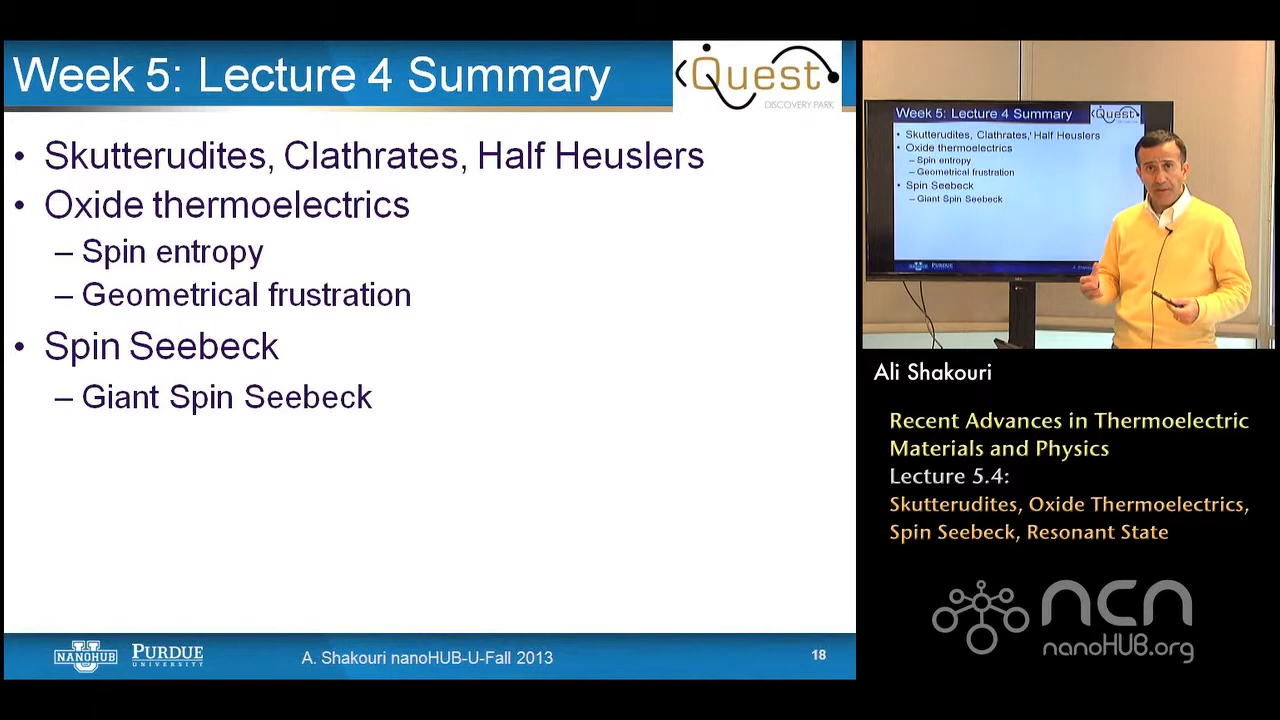 Week 5: Lecture 4 Summary
Quest
DISCOVERY PARK
• Skutterudites, Clathrates, Half Heuslers
• Oxide thermoelectrics
– Spin entropy
– Geometrical frustration
• Spin Seebeck
– Giant Spin Seebeck
NANOHUB
U
PURDUE
UNIVERSITY
A. Shakouri nanoHUB-U-Fall 2013
18
Week 5: Lecture 4 Summary
Quest
• Skutterudites, Clathrates, Half Heuslers
• Oxide thermoelectrics
– Spin entropy
– Geometrical frustration
• Spin Seebeck
– Giant Spin Seebeck
PURDUE
Ali Shakouri
Recent Advances in Thermoelectric
Materials and Physics
Lecture 5.4:
Skutterudites, Oxide Thermoelectrics,
Spin Seebeck, Resonant State
ncn
nanoHUB.org